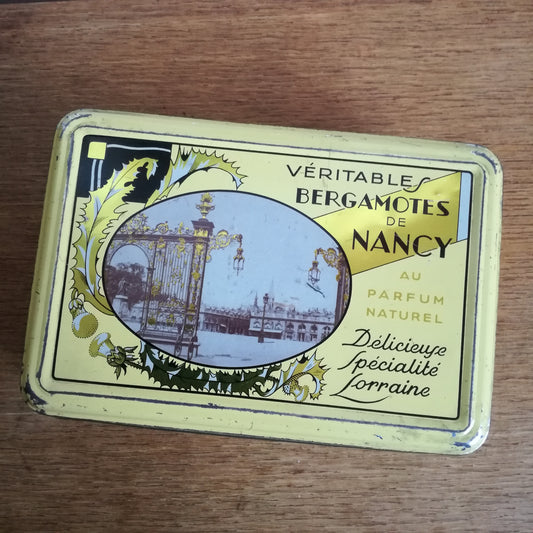 VÉRITABLES
BERGAMOTES
DE
NANCY
AU
PARFUM
NATUREL
Délicieuse
Spécialité
Lorraine